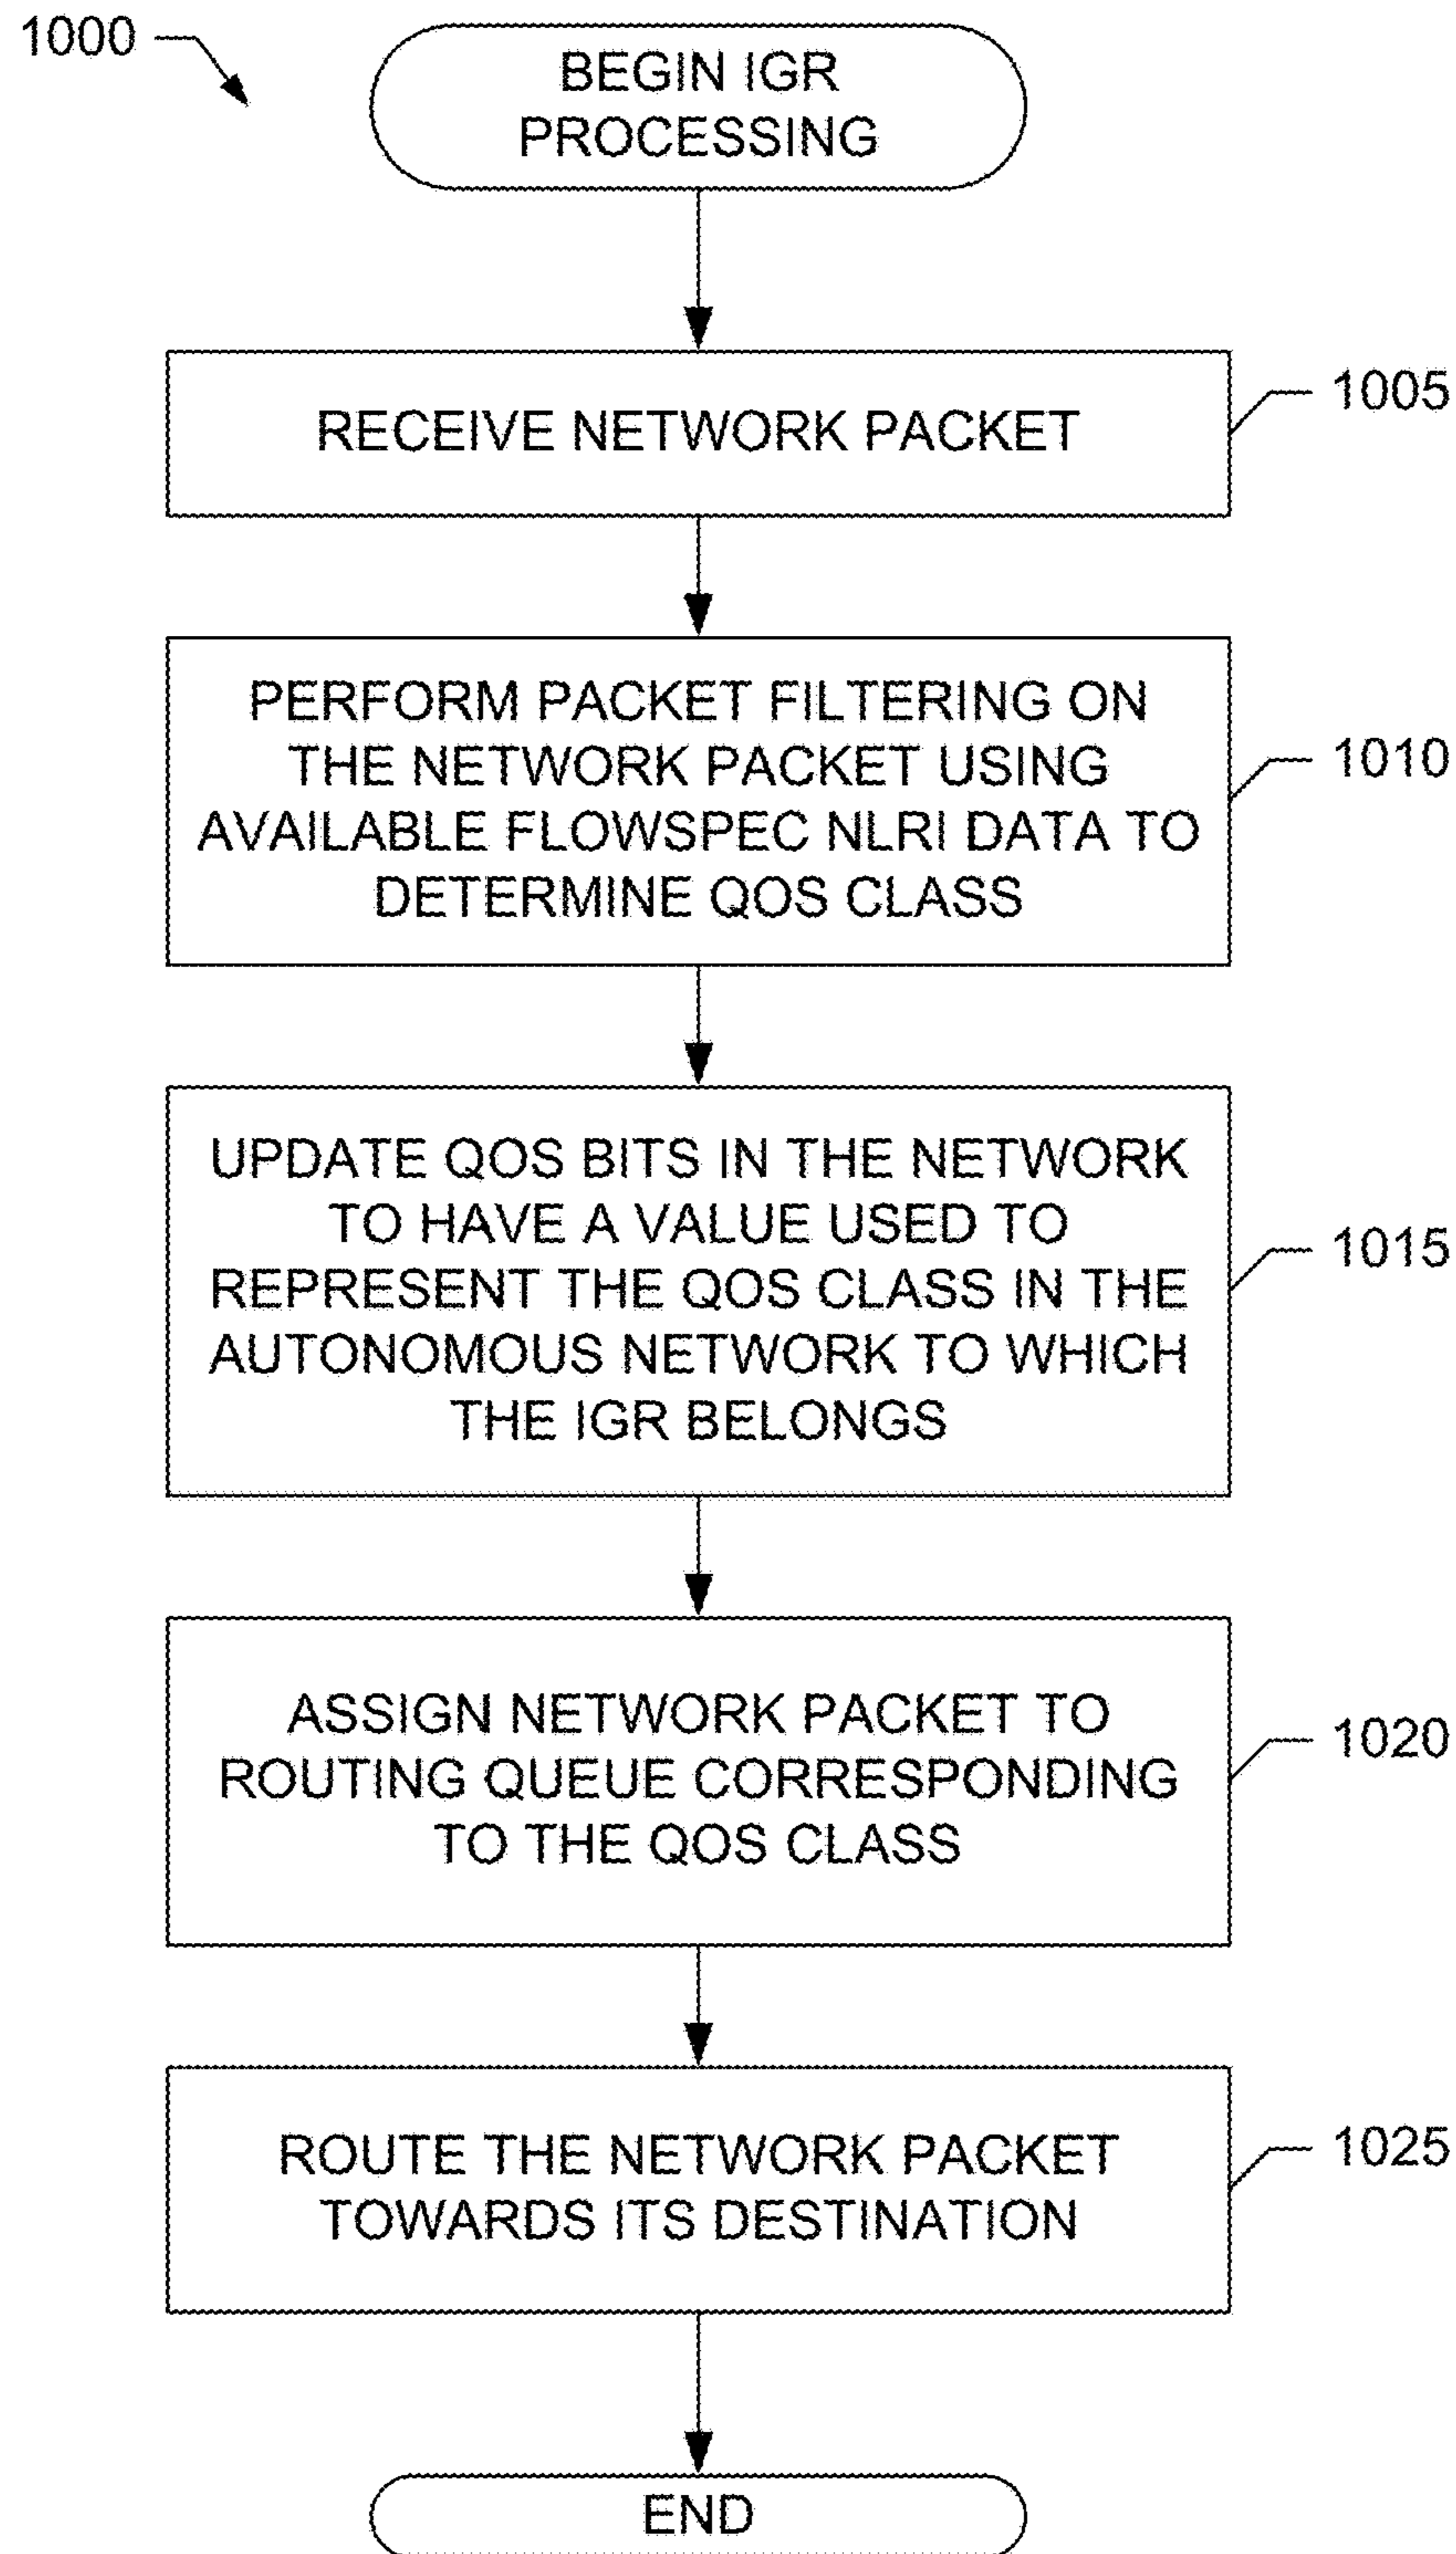 1000
BEGIN IGR
PROCESSING
RECEIVE NETWORK PACKET
1005
PERFORM PACKET FILTERING ON
THE NETWORK PACKET USING
AVAILABLE FLOWSPEC NLRI DATA TO
DETERMINE QOS CLASS
1010
UPDATE QOS BITS IN THE NETWORK
TO HAVE A VALUE USED TO
REPRESENT THE QOS CLASS IN THE
AUTONOMOUS NETWORK TO WHICH
THE IGR BELONGS
1015
ASSIGN NETWORK PACKET TO
ROUTING QUEUE CORRESPONDING
TO THE QOS CLASS
1020
ROUTE THE NETWORK PACKET
TOWARDS ITS DESTINATION
1025
END